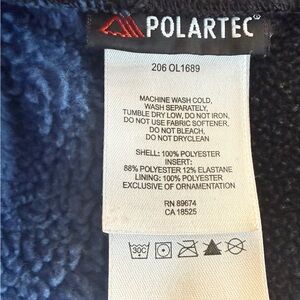 POLARTEC®
206 OL1689
MACHINE WASH COLD,
WASH SEPARATELY,
TUMBLE DRY LOW, DO NOT IRON,
DO NOT USE FABRIC SOFTENER,
DO NOT BLEACH,
DO NOT DRYCLEAN
SHELL: 100% POLYESTER
INSERT:
88% POLYESTER 12% ELASTANE
LINING: 100% POLYESTER
EXCLUSIVE OF ORNAMENTATION
RN 89674
CA 18525
30C